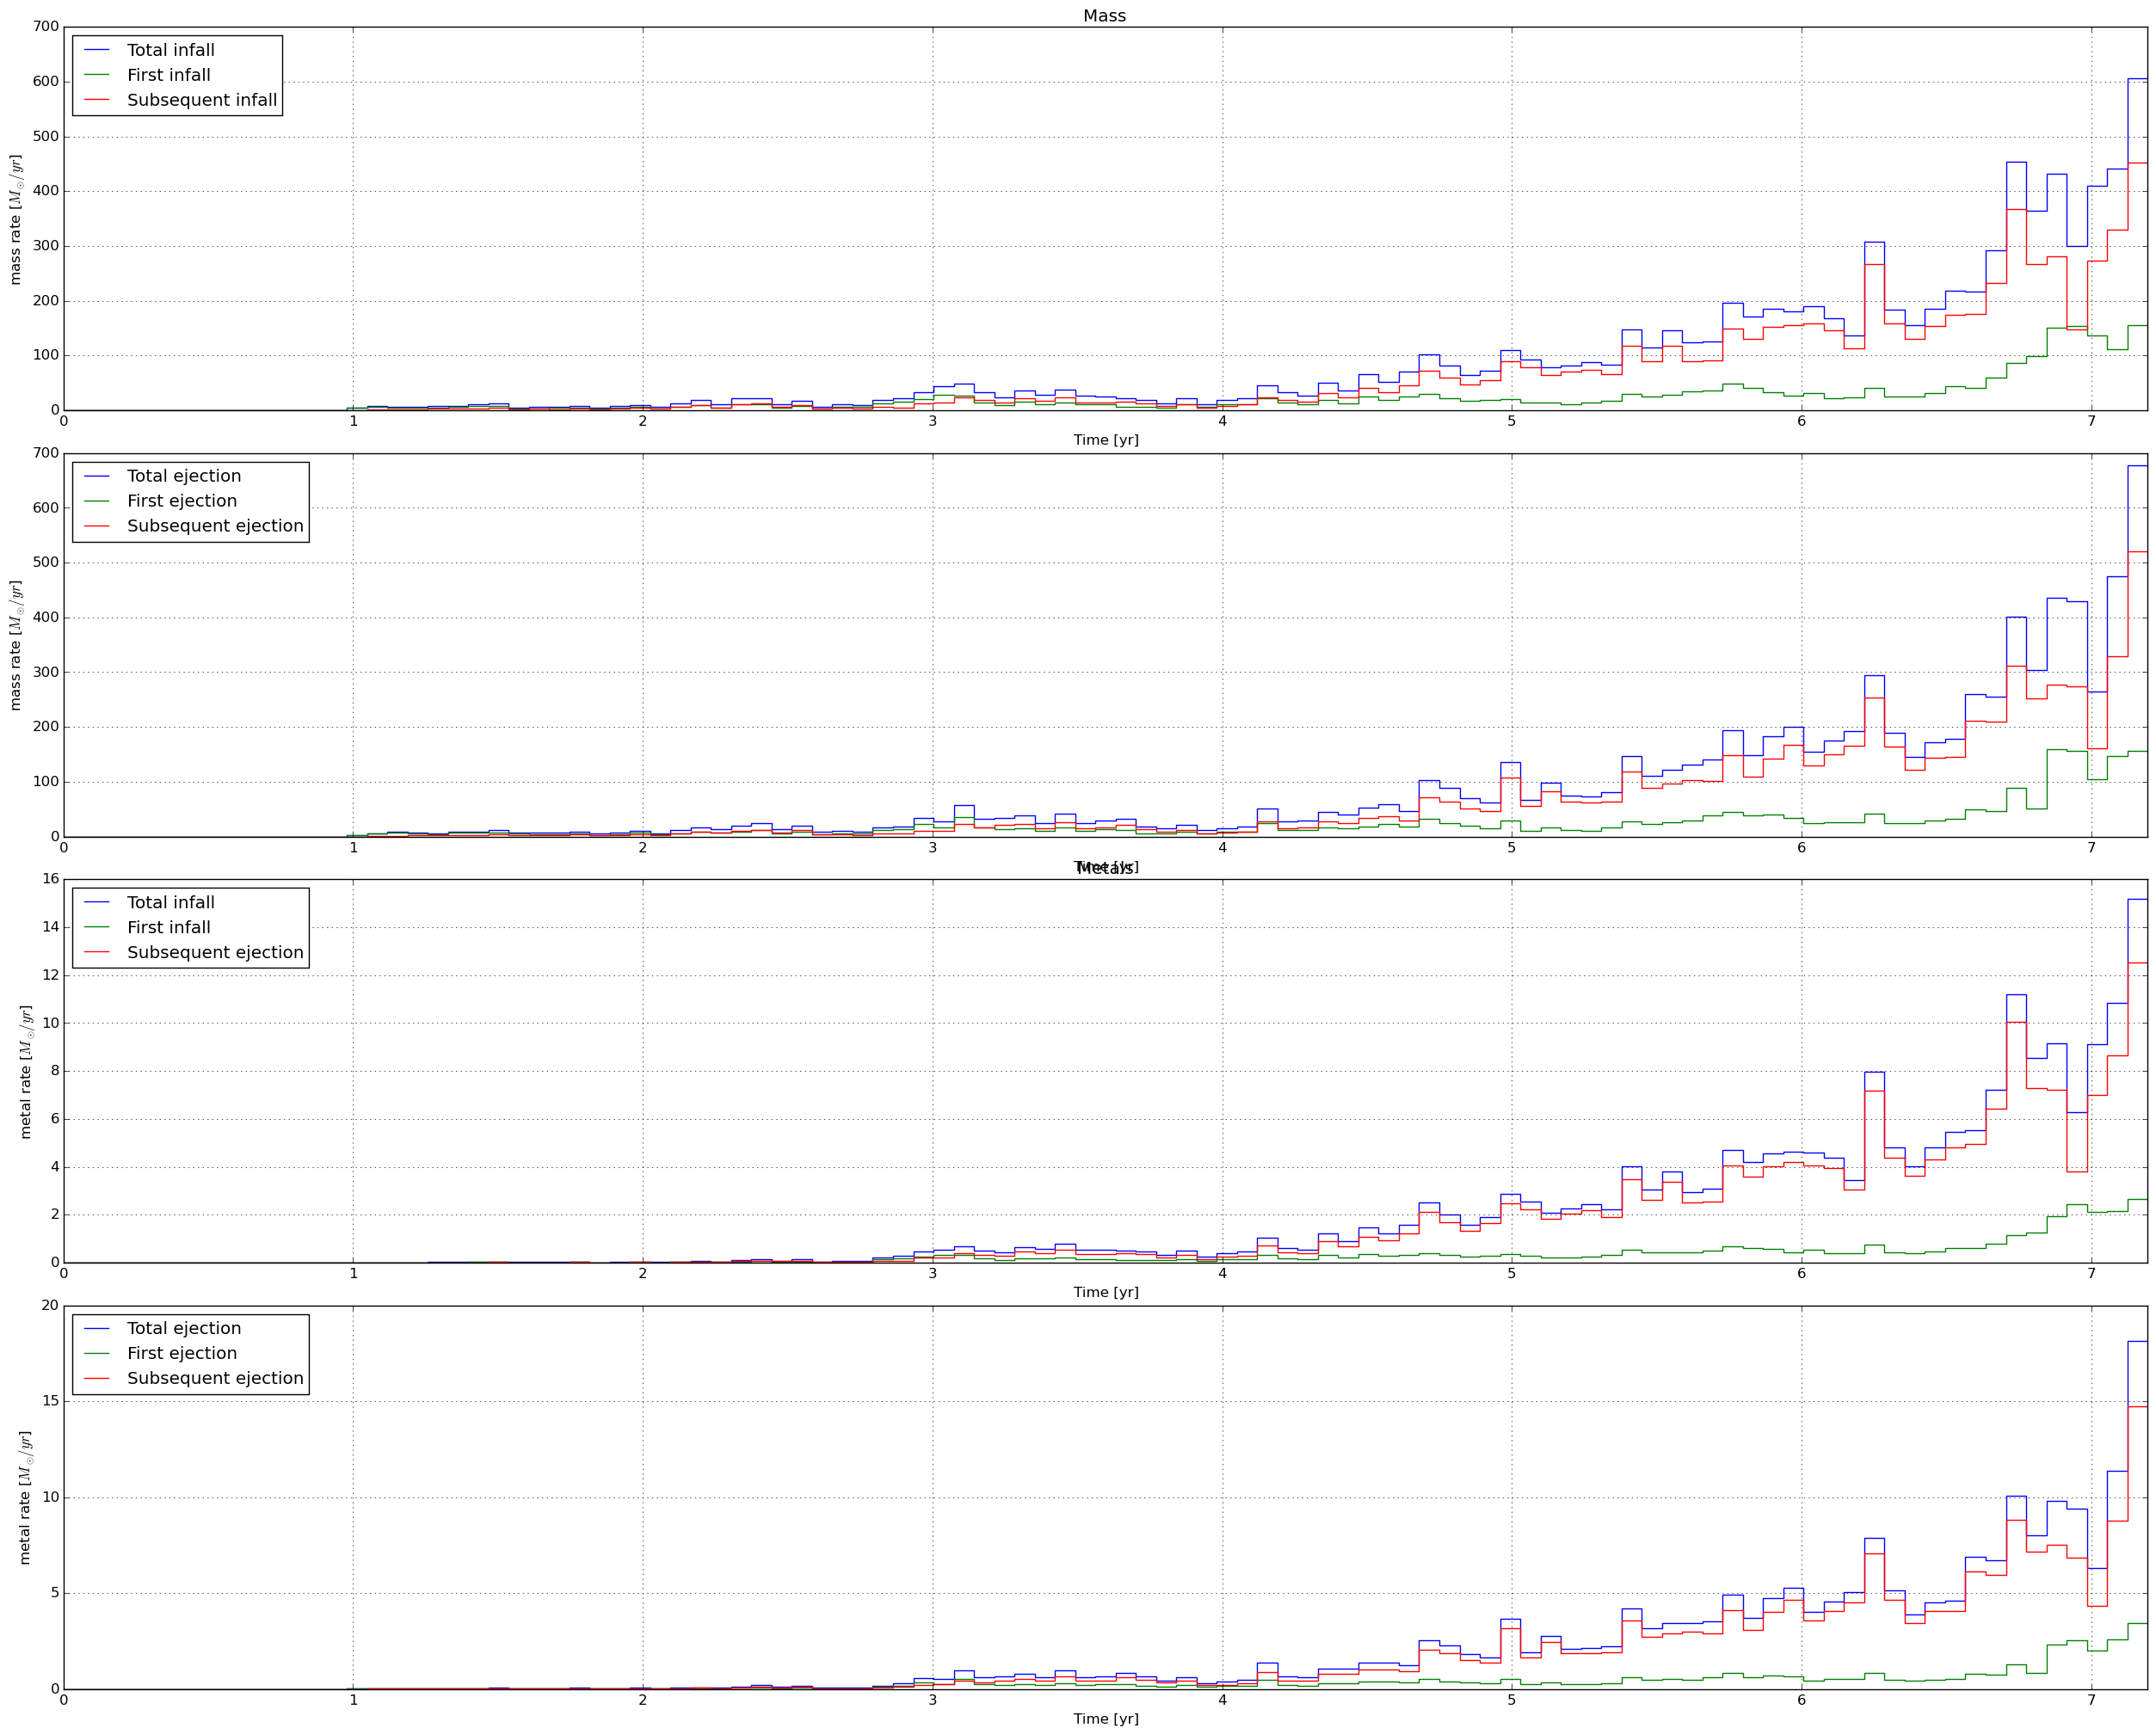 Mass
700
600
500
400
300
200
100
0
mass rate [M⊙/yr]
Total infall
First infall
Subsequent infall
0 1 2 3 4 5 6 7
Time [yr]
700
600
500
400
300
200
100
0
mass rate [M⊙/yr]
Total ejection
First ejection
Subsequent ejection
0 1 2 3 4 5 6 7
Time [yr]
Metals
16
14
12
10
8
6
4
2
0
metal rate [M⊙/yr]
Total infall
First infall
Subsequent ejection
0 1 2 3 4 5 6 7
Time [yr]
20
15
10
5
0
metal rate [M⊙/yr]
Total ejection
First ejection
Subsequent ejection
0 1 2 3 4 5 6 7
Time [yr]